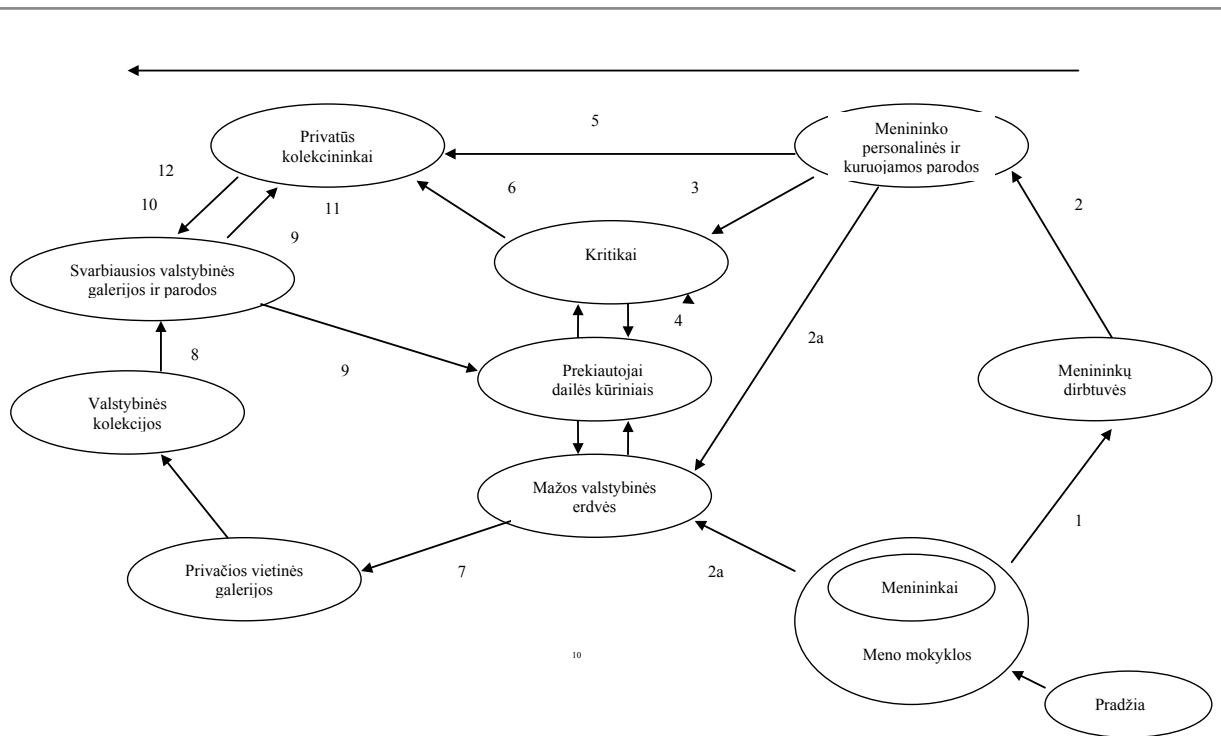 5
Privatūs
kolekcininkai
Menininko
personalinės ir
kuruojamos parodos
12
10
11
6
3
2
9
Kritikai
Svarbiausios valstybinės
galerijos ir parodos
4
2a
8
9
Prekiautojai
dailės kūriniais
Menininkų
dirbtuvės
Valstybinės
kolekcijos
Mažos valstybinės
erdvės
1
Privačios vietinės
galerijos
7
2a
Menininkai
10
Meno mokyklos
Pradžia